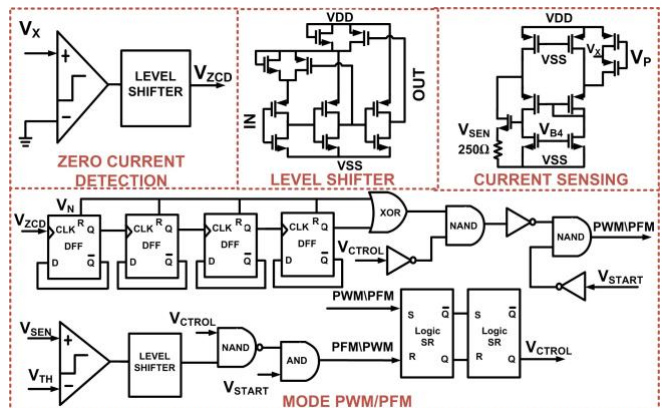 VX
+
−
LEVEL
SHIFTER
VZCD
ZERO CURRENT
DETECTION
VDD
IN
OUT
VSS
LEVEL SHIFTER
VDD
VSS
VX
VP
VSEN
250Ω
VB4
VSS
CURRENT SENSING
VN
VZCD
R
CLK Q
DFF
D Q
R
CLK Q
DFF
D Q
R
CLK Q
DFF
D Q
R
CLK Q
DFF
D Q
XOR
VCTROL
NAND
NAND
PWM\PFM
VSTART
VSEN
+
VTH
−
LEVEL
SHIFTER
VCTROL
NAND
VSTART
AND
PFM\PWM
PWM\PFM
S Q
Logic
SR
R Q
S Q
Logic
SR
R Q
VCTROL
MODE PWM/PFM